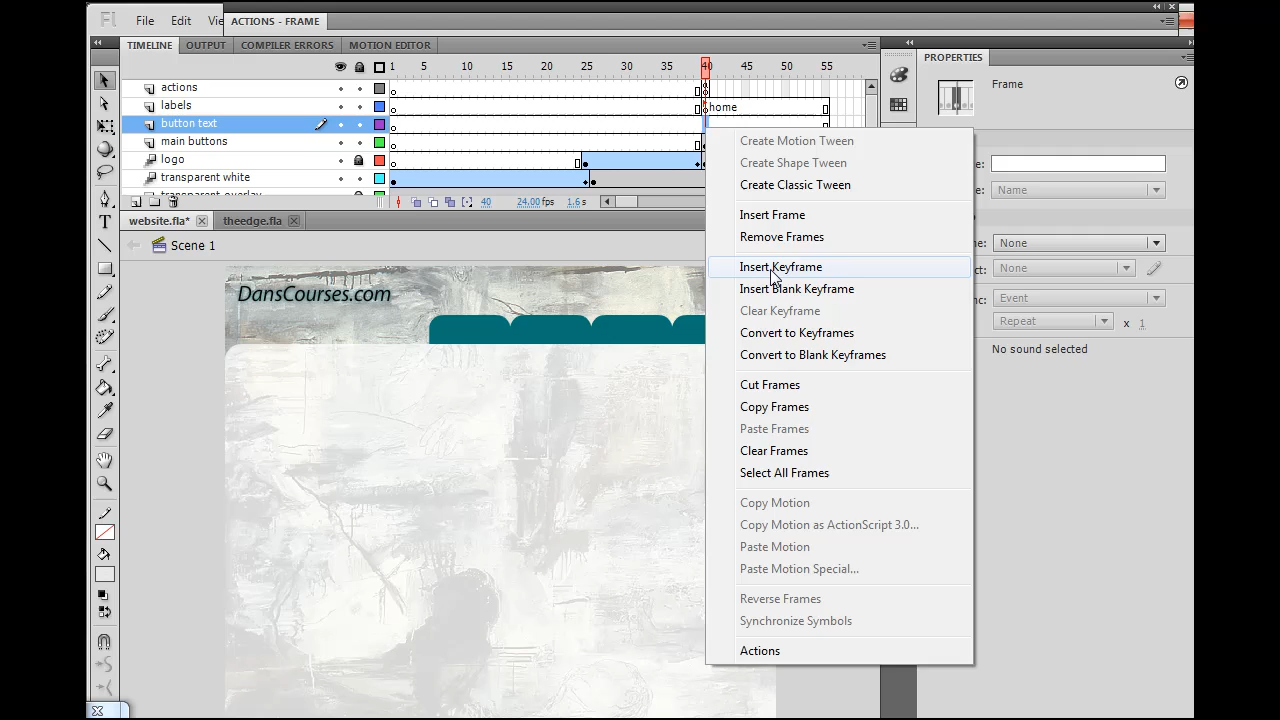 Fl File Edit Vie ACTIONS - FRAME
TIMELINE OUTPUT COMPILER ERRORS MOTION EDITOR
PROPERTIES
1 5 10 15 20 25 30 35 40 45 50 55
Frame
actions
labels
home
button text
main buttons
logo
transparent white
transparent overlay
40 24.00 fps 1.6 s
website.fla* theedge.fla
Scene 1
DansCourses.com
Create Motion Tween
Create Shape Tween
Create Classic Tween
Insert Frame
Remove Frames
Insert Keyframe
Insert Blank Keyframe
Clear Keyframe
Convert to Keyframes
Convert to Blank Keyframes
Cut Frames
Copy Frames
Paste Frames
Clear Frames
Select All Frames
Copy Motion
Copy Motion as ActionScript 3.0...
Paste Motion
Paste Motion Special...
Reverse Frames
Synchronize Symbols
Actions
e:
e: Name
e: None
ct: None
nc: Event
Repeat x 1
No sound selected